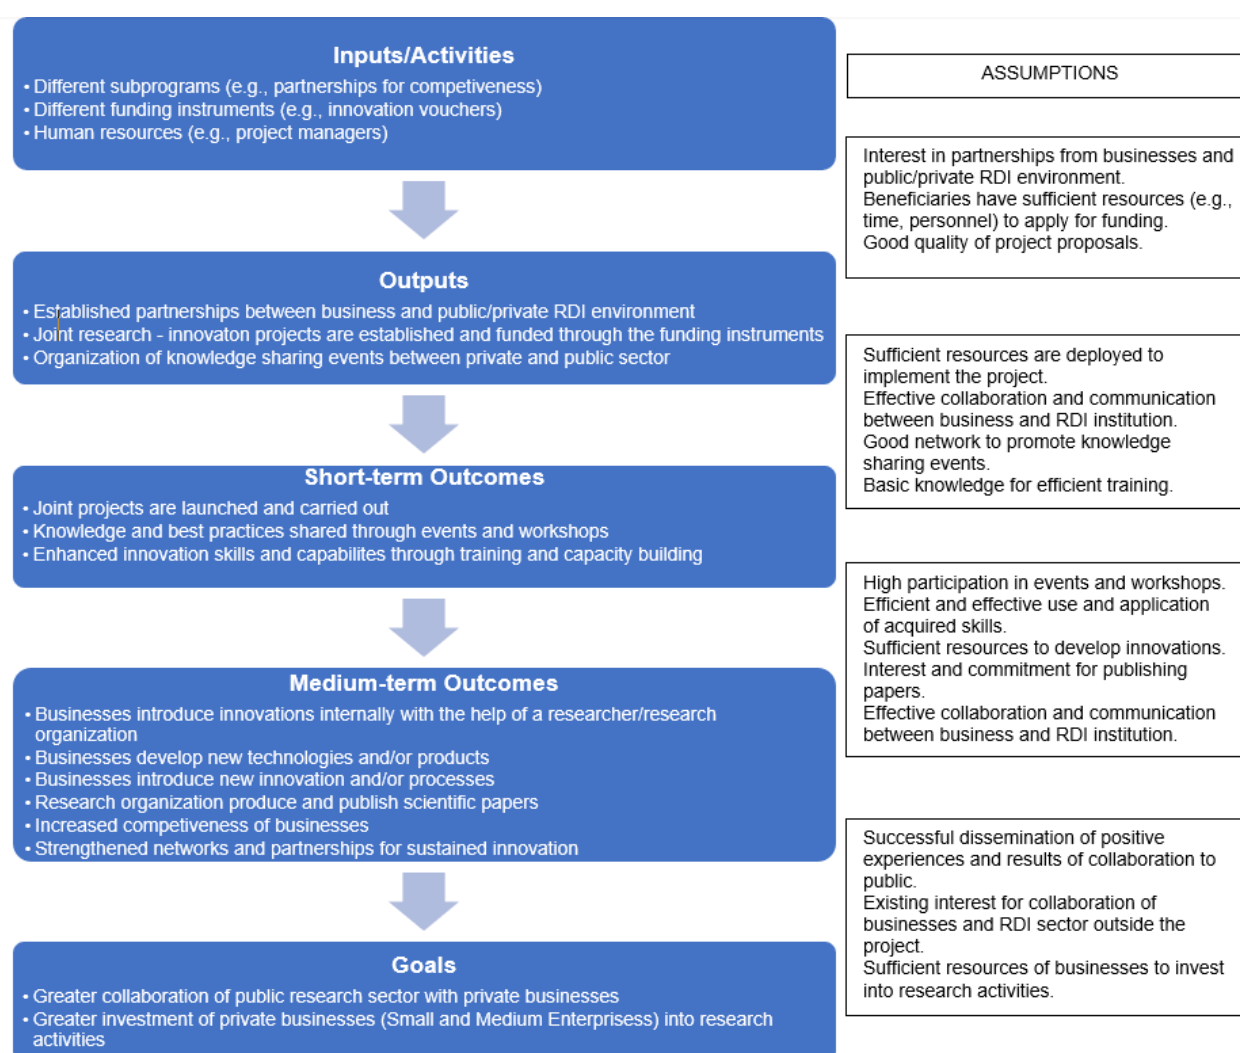 Inputs/Activities
• Different subprograms (e.g., partnerships for competiveness)
• Different funding instruments (e.g., innovation vouchers)
• Human resources (e.g., project managers)
Outputs
• Established partnerships between business and public/private RDI environment
• Joint research - innovaton projects are established and funded through the funding instruments
• Organization of knowledge sharing events between private and public sector
Short-term Outcomes
• Joint projects are launched and carried out
• Knowledge and best practices shared through events and workshops
• Enhanced innovation skills and capabilites through training and capacity building
Medium-term Outcomes
• Businesses introduce innovations internally with the help of a researcher/research
organization
• Businesses develop new technologies and/or products
• Businesses introduce new innovation and/or processes
• Research organization produce and publish scientific papers
• Increased competiveness of businesses
• Strengthened networks and partnerships for sustained innovation
Goals
• Greater collaboration of public research sector with private businesses
• Greater investment of private businesses (Small and Medium Enterprisess) into research
activities
ASSUMPTIONS
Interest in partnerships from businesses and
public/private RDI environment.
Beneficiaries have sufficient resources (e.g.,
time, personnel) to apply for funding.
Good quality of project proposals.
Sufficient resources are deployed to
implement the project.
Effective collaboration and communication
between business and RDI institution.
Good network to promote knowledge
sharing events.
Basic knowledge for efficient training.
High participation in events and workshops.
Efficient and effective use and application
of acquired skills.
Sufficient resources to develop innovations.
Interest and commitment for publishing
papers.
Effective collaboration and communication
between business and RDI institution.
Successful dissemination of positive
experiences and results of collaboration to
public.
Existing interest for collaboration of
businesses and RDI sector outside the
project.
Sufficient resources of businesses to invest
into research activities.